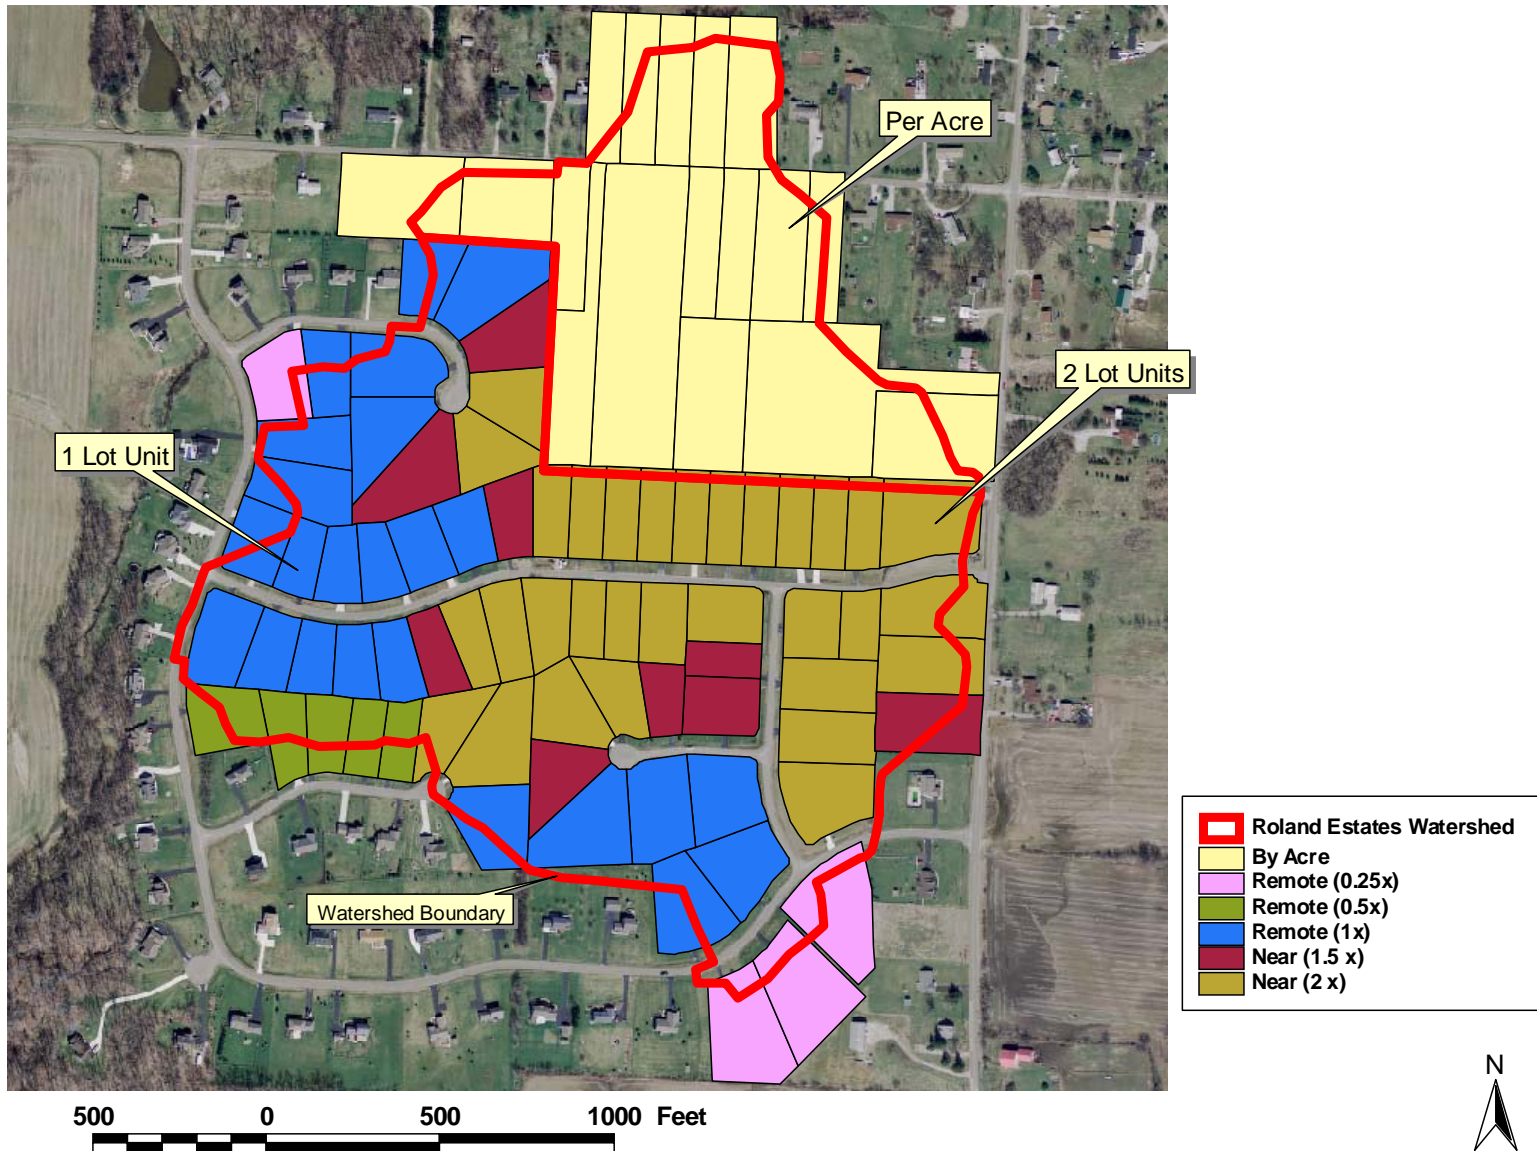 Per Acre
2 Lot Units
1 Lot Unit
Watershed Boundary
Roland Estates Watershed
By Acre
Remote (0.25x)
Remote (0.5x)
Remote (1x)
Near (1.5 x)
Near (2 x)
N
500 0 500 1000 Feet